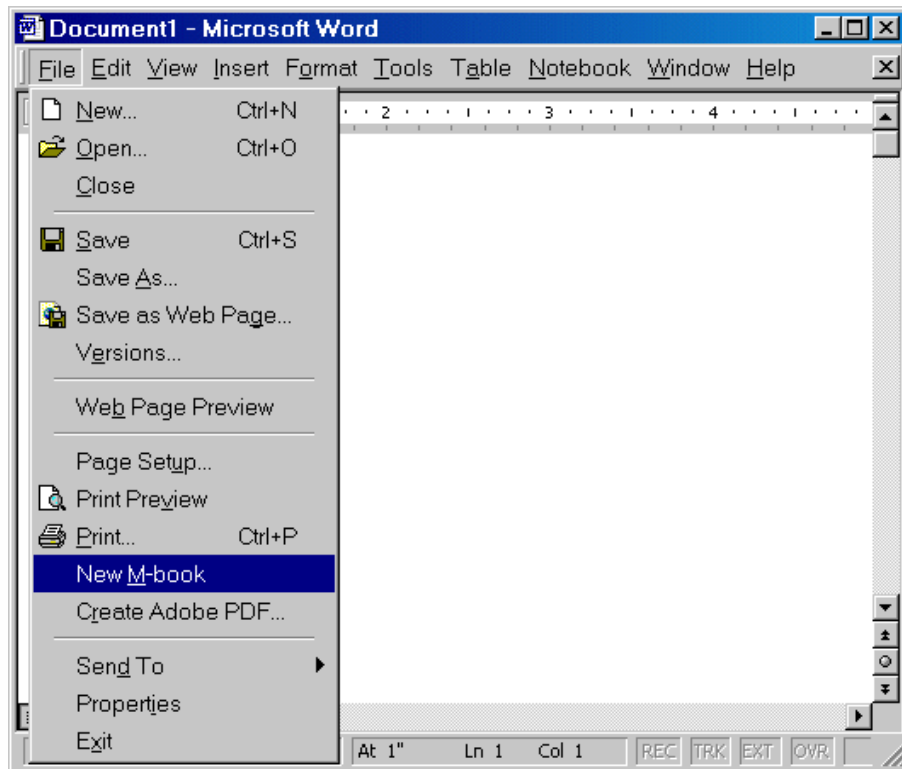 Document1 - Microsoft Word
File Edit View Insert Format Tools Table Notebook Window Help
2 3 4
New... Ctrl+N
Open... Ctrl+O
Close
Save Ctrl+S
Save As...
Save as Web Page...
Versions...
Web Page Preview
Page Setup...
Print Preview
Print... Ctrl+P
New M-book
Create Adobe PDF...
Send To
Properties
Exit
At 1" Ln 1 Col 1 REC TRK EXT OVR